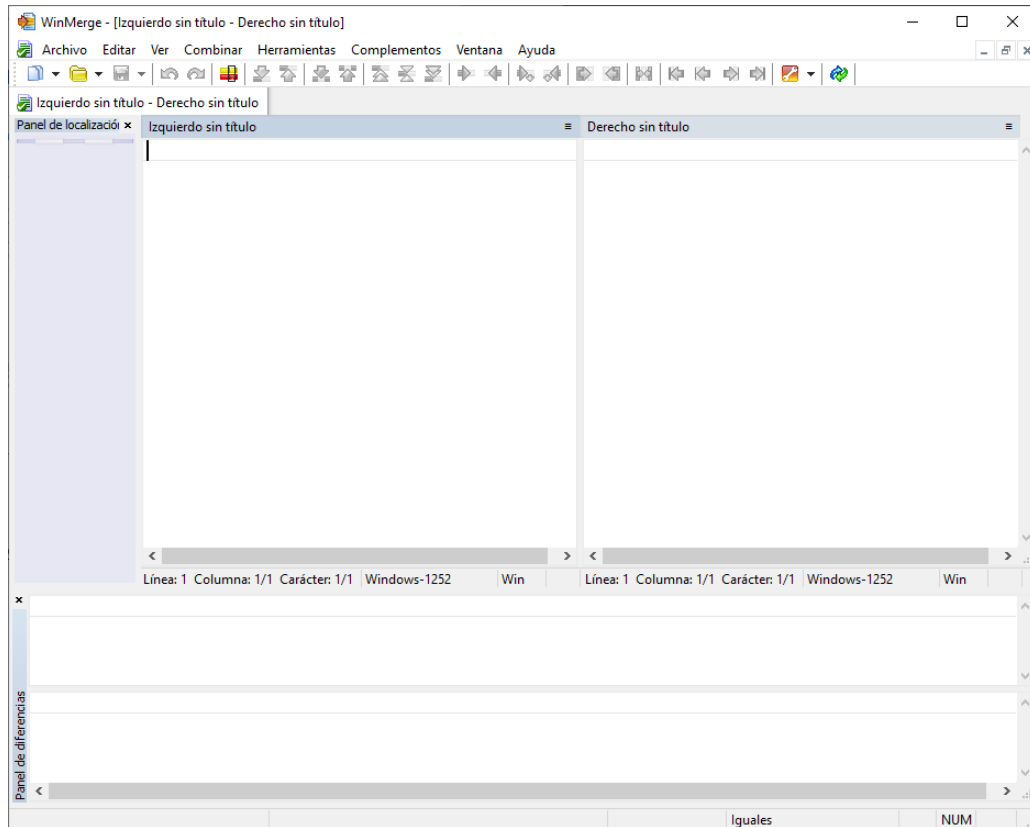 WinMerge - [Izquierdo sin título - Derecho sin título]
Archivo Editar Ver Combinar Herramientas Complementos Ventana Ayuda
Izquierdo sin título - Derecho sin título
Panel de localizació Izquierdo sin título Derecho sin título
Línea: 1 Columna: 1/1 Carácter: 1/1 Windows-1252 Win Línea: 1 Columna: 1/1 Carácter: 1/1 Windows-1252 Win
Panel de diferencias
Iguales NUM